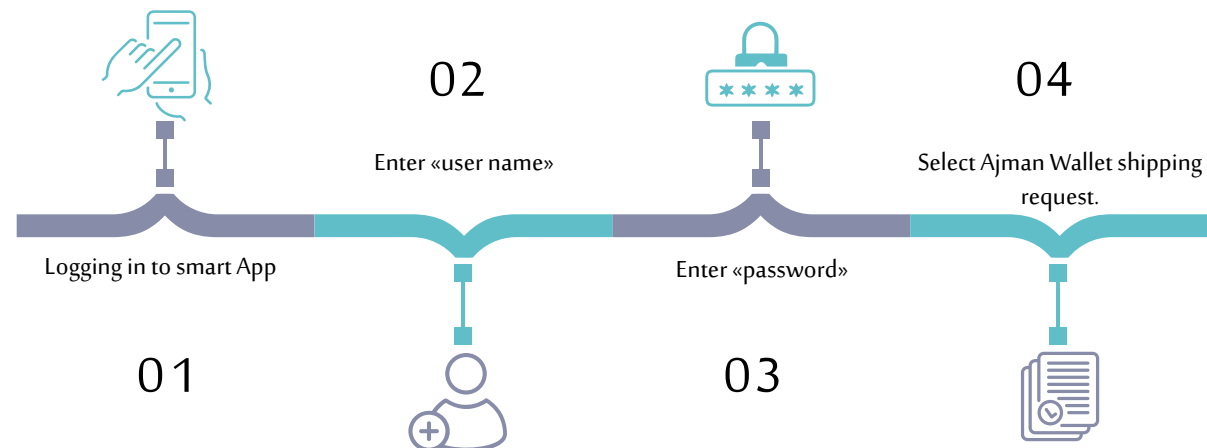 01
Logging in to smart App
02
Enter «user name»
03
Enter «password»
04
Select Ajman Wallet shipping
request.